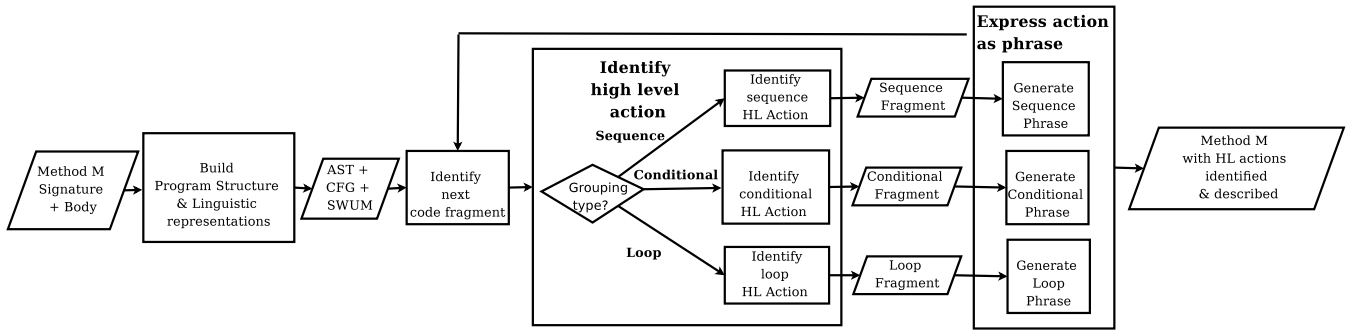 Method M
Signature
+ Body
Build
Program Structure
& Linguistic
representations
AST +
CFG +
SWUM
Identify
next
code fragment
Identify
high level
action
Grouping
type?
Sequence
Conditional
Loop
Identify
sequence
HL Action
Identify
conditional
HL Action
Identify
loop
HL Action
Sequence
Fragment
Conditional
Fragment
Loop
Fragment
Express action
as phrase
Generate
Sequence
Phrase
Generate
Conditional
Phrase
Generate
Loop
Phrase
Method M
with HL actions
identified
& described